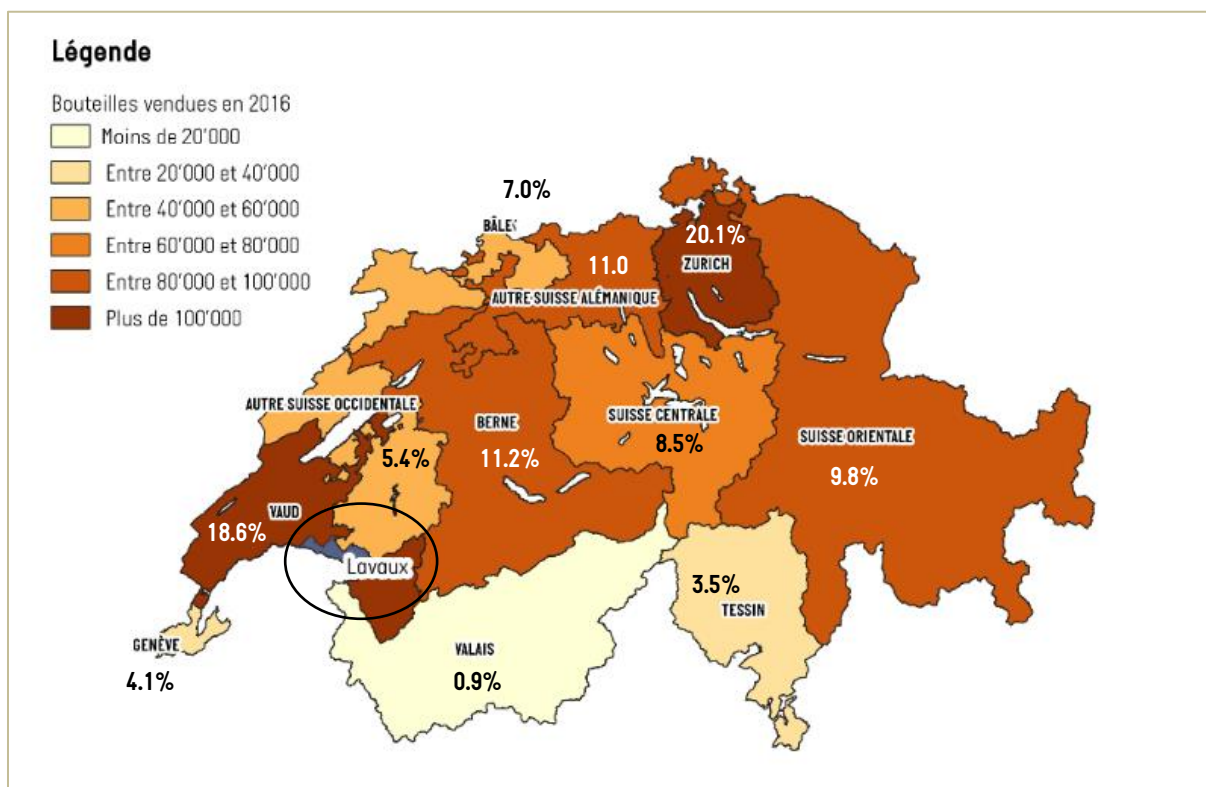 Légende
Bouteilles vendues en 2016
Moins de 20'000
Entre 20'000 et 40'000
Entre 40'000 et 60'000
Entre 60'000 et 80'000
Entre 80'000 et 100'000
Plus de 100'000
7.0%
BÂLE
20.1%
ZURICH
11.0
AUTRE SUISSE ALÉMANIQUE
AUTRE SUISSE OCCIDENTALE
5.4%
BERNE
11.2%
SUISSE CENTRALE
8.5%
SUISSE ORIENTALE
9.8%
VAUD
18.6%
Lavaux
GENÈVE
4.1%
VALAIS
0.9%
3.5%
TESSIN